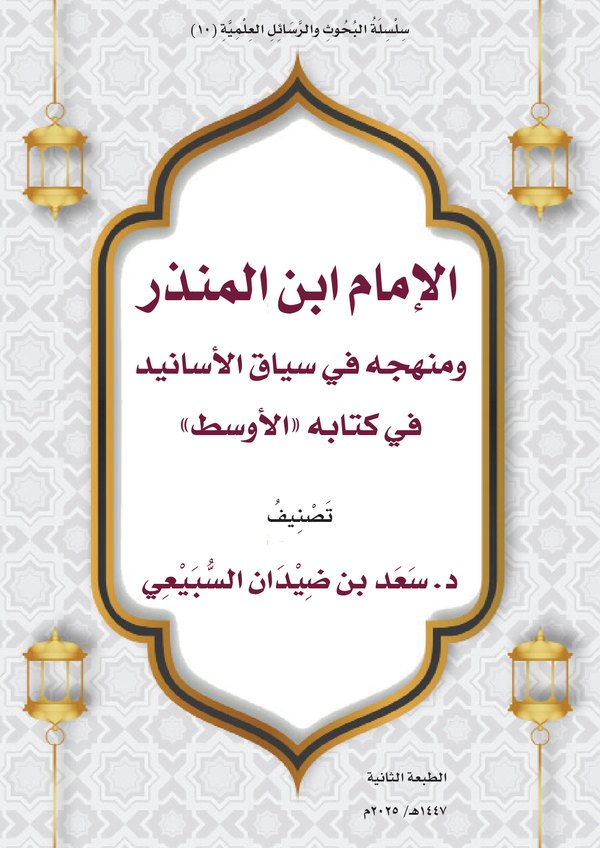 سِلْسِلَةُ البُحُوثِ والرَّسَائِلِ العِلْمِيَّةِ (١٠)
الإمام ابن المنذر
ومنهجه في سياق الأسانيد
في كتابه «الأوسط»
تَصْنِيفُ
د. سَعَد بن ضِيْدَان السُّبَيْعِي
الطبعة الثانية
١٤٤٧هـ/ ٢٠٢٥م